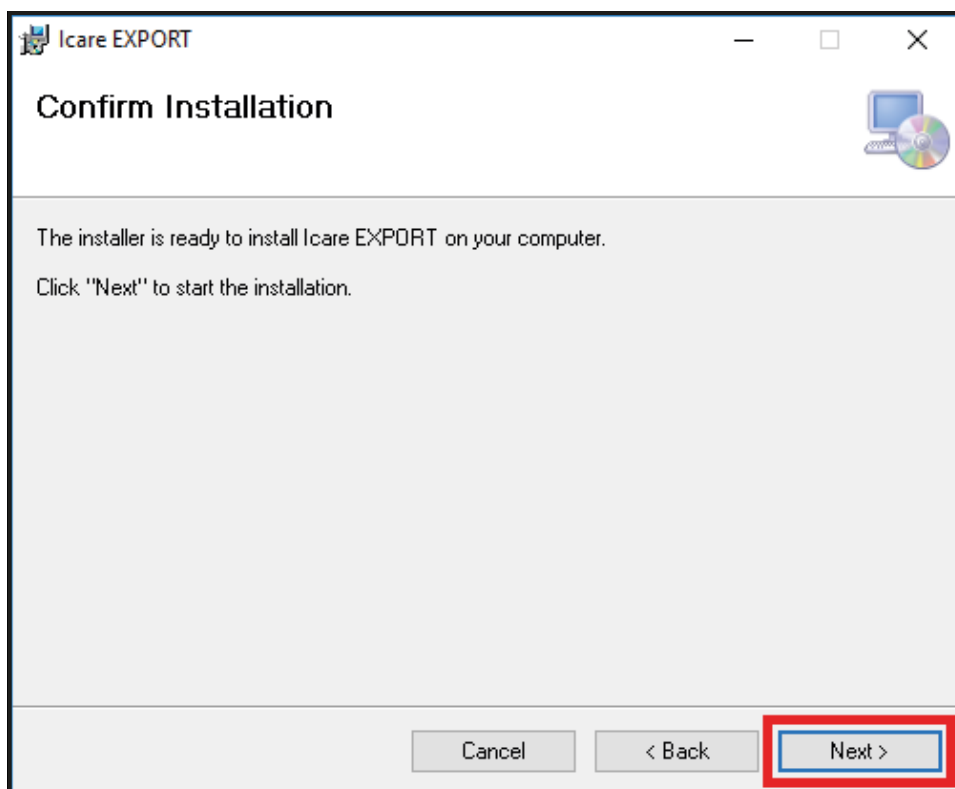 Icare EXPORT
Confirm Installation
The installer is ready to install Icare EXPORT on your computer.
Click "Next" to start the installation.
Cancel
< Back
Next >